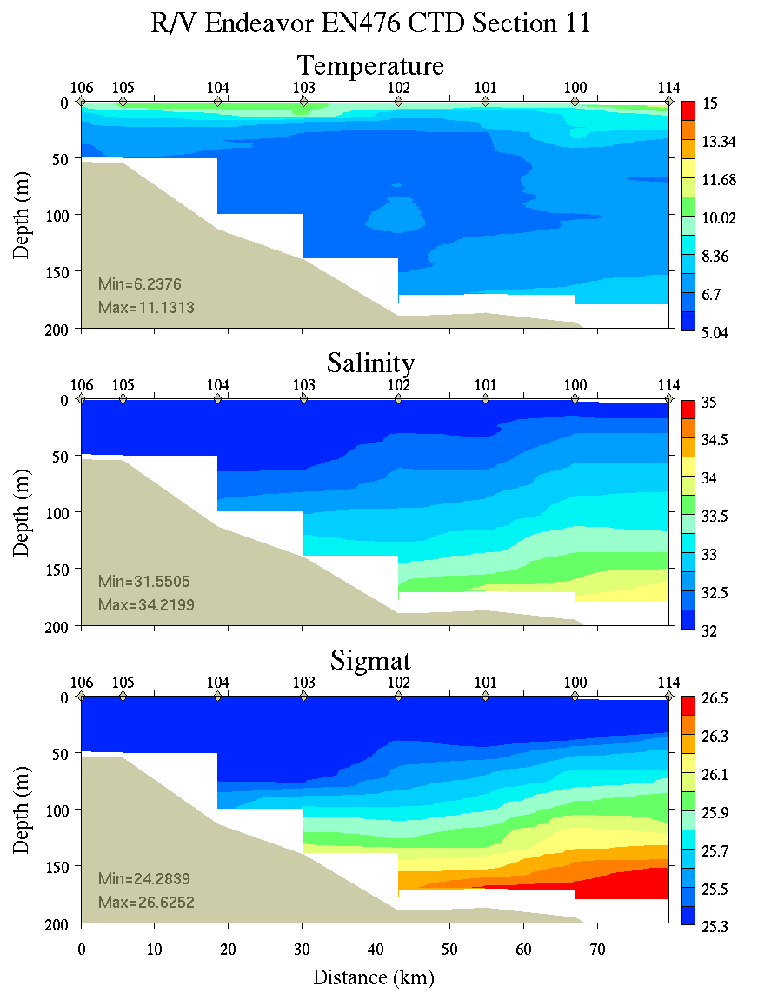 R/V Endeavor EN476 CTD Section 11
Temperature
106 105 104 103 102 101 100 114
0
50
100
150
200
Depth (m)
Min=6.2376
Max=11.1313
15
13.34
11.68
10.02
8.36
6.7
5.04
Salinity
106 105 104 103 102 101 100 114
0
50
100
150
200
Depth (m)
Min=31.5505
Max=34.2199
35
34.5
34
33.5
33
32.5
32
Sigmat
106 105 104 103 102 101 100 114
0
50
100
150
200
Depth (m)
Min=24.2839
Max=26.6252
26.5
26.3
26.1
25.9
25.7
25.5
25.3
0 10 20 30 40 50 60 70
Distance (km)